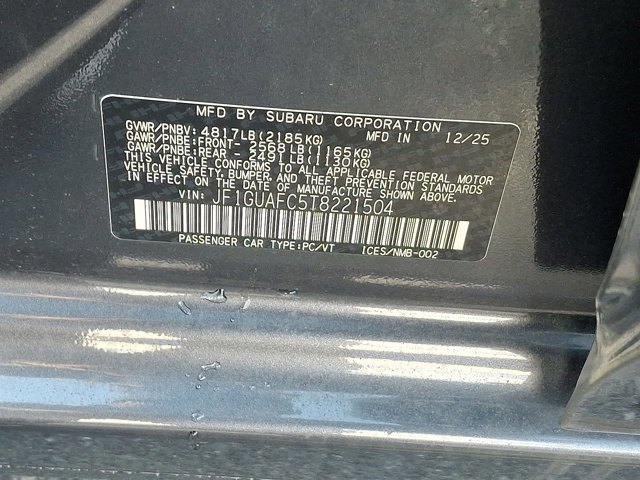 MFD BY SUBARU CORPORATION
GVWR/PNBV: 4817LB(2185KG) MFD IN 12/25
GAWR/PNBE:FRONT- 2568LB(1165KG)
GAWR/PNBE:REAR - 2491LB(1130KG)
THIS VEHICLE CONFORMS TO ALL APPLICABLE FEDERAL MOTOR
VEHICLE SAFETY, BUMPER, AND THEFT PREVENTION STANDARDS
IN EFFECT ON THE DATE OF MANUFACTURE SHOWN ABOVE.
VIN: JF1GUAFC5T8221504
PASSENGER CAR TYPE:PC/VT ICES/NMB-002